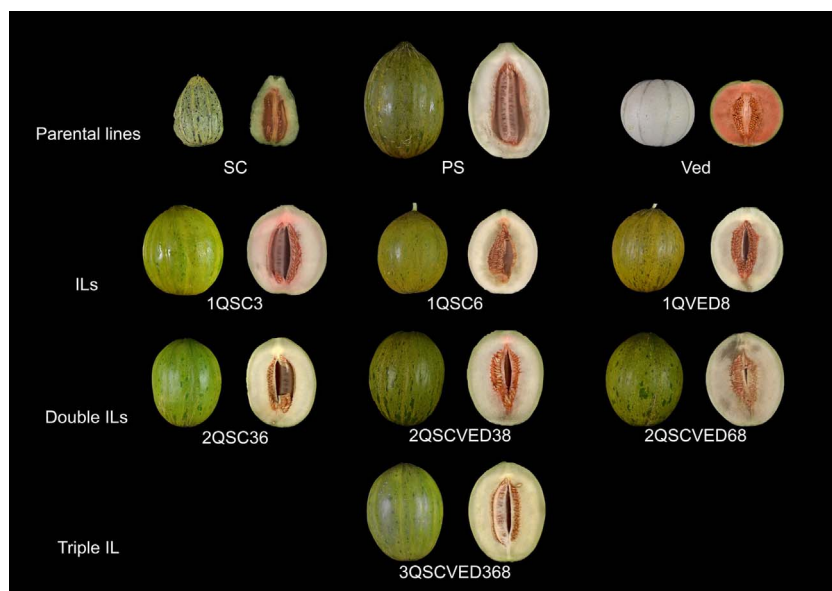 Parental lines
SC
PS
Ved
ILs
1QSC3
1QSC6
1QVED8
Double ILs
2QSC36
2QSCVED38
2QSCVED68
Triple IL
3QSCVED368